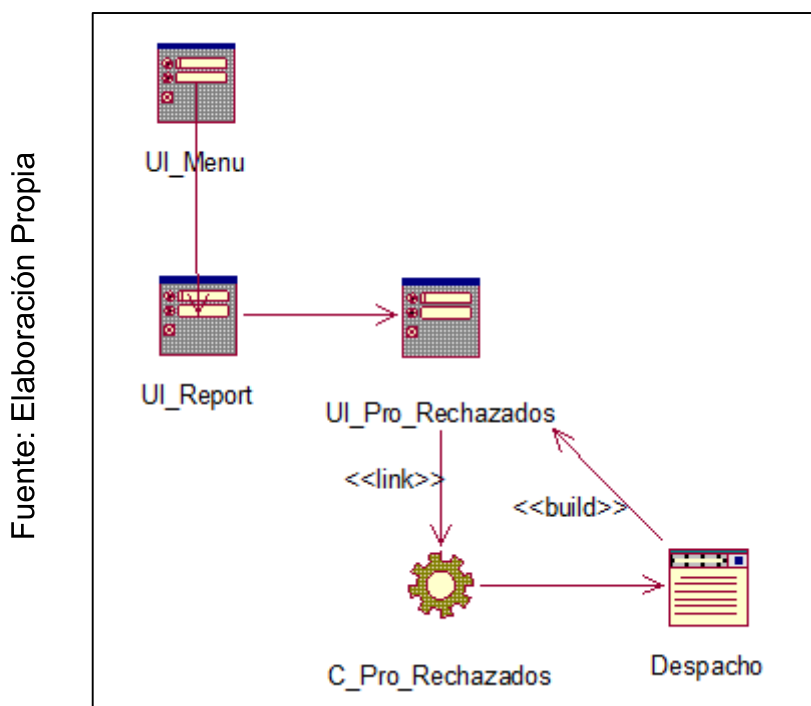 Fuente: Elaboración Propia
UI_Menu
UI_Report
UI_Pro_Rechazados
<<link>>
<<build>>
C_Pro_Rechazados
Despacho